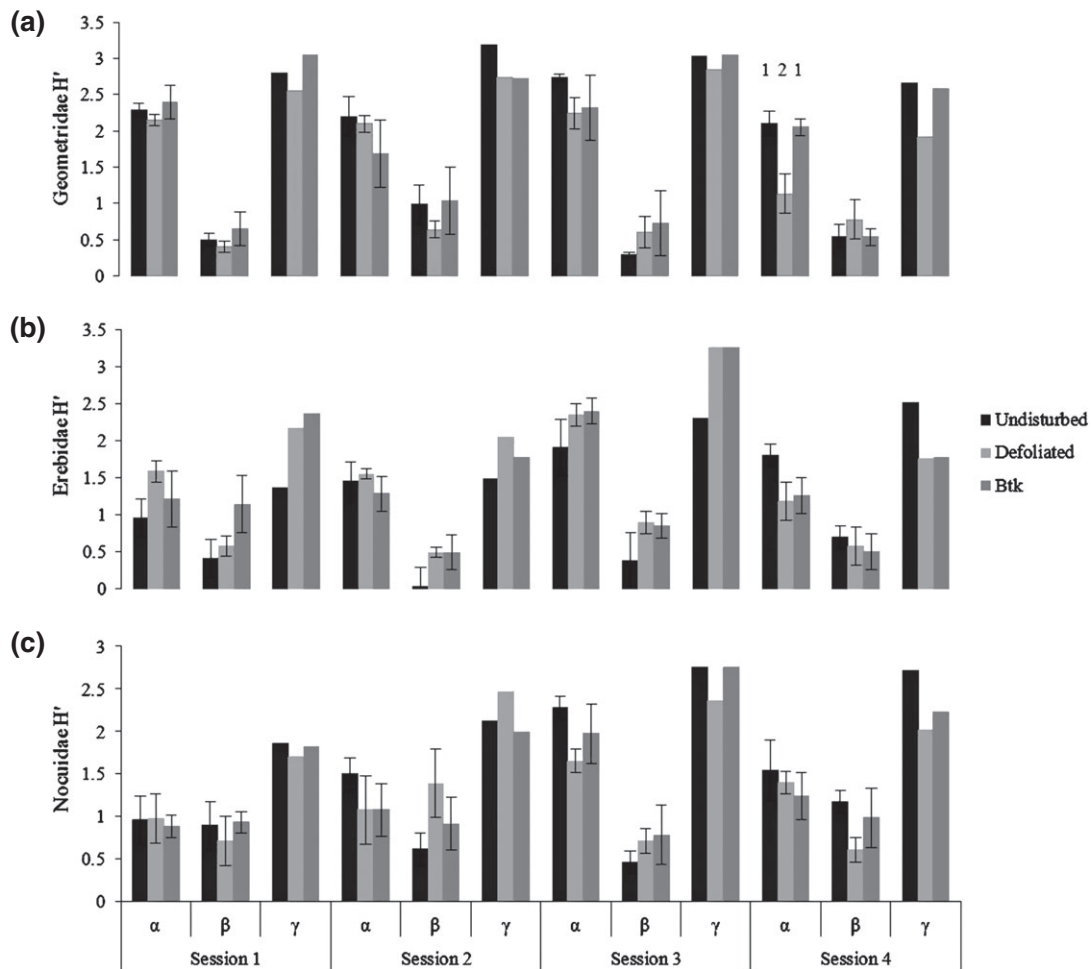 (a)
Geometridae H'
3.5
3
2.5
2
1.5
1
0.5
0
1 2 1
(b)
Erebidae H'
3.5
3
2.5
2
1.5
1
0.5
0
Undisturbed
Defoliated
Btk
(c)
Nocuidae H'
3
2.5
2
1.5
1
0.5
0
α β γ α β γ α β γ α β γ
Session 1 Session 2 Session 3 Session 4